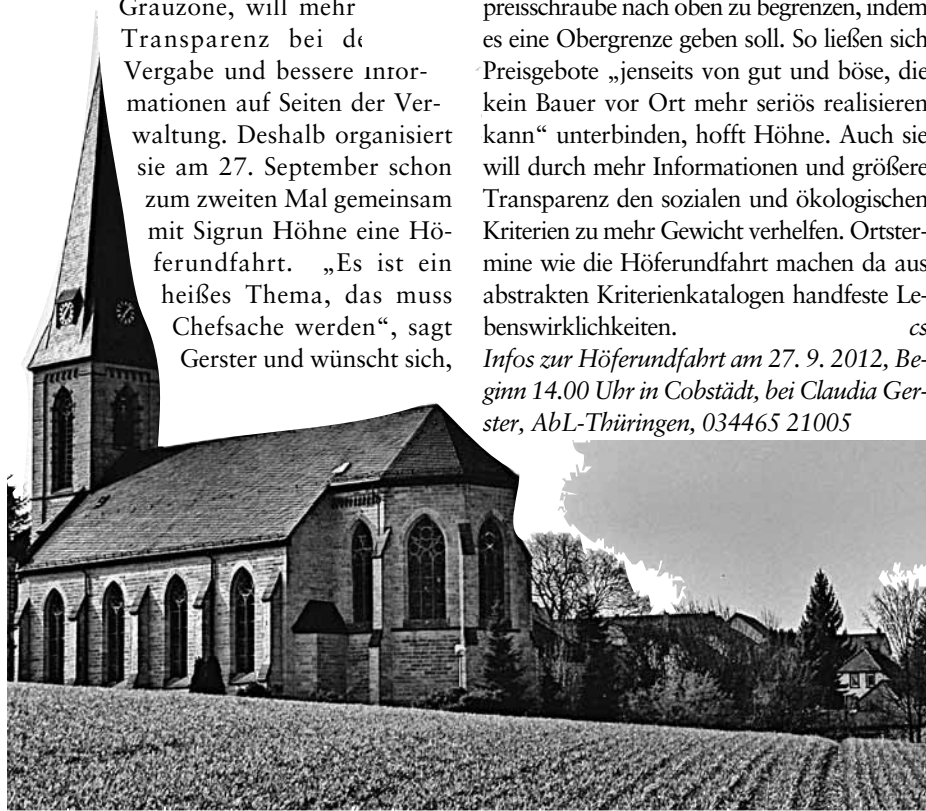 Grauzone, will mehr
Transparenz bei
Vergabe und bessere Infor-
mationen auf Seiten der Ver-
waltung. Deshalb organisiert
sie am 27. September schon
zum zweiten Mal gemeinsam
mit Sigrun Höhne eine Hö-
ferundfahrt. „Es ist ein
heißes Thema, das muss
Chefsache werden“, sagt
Gerster und wünscht sich,
preisschraube nach oben zu begrenzen, indem
es eine Obergrenze geben soll. So ließen sich
Preisgebote „jenseits von gut und böse, die
kein Bauer vor Ort mehr seriös realisieren
kann“ unterbinden, hofft Höhne. Auch sie
will durch mehr Informationen und größere
Transparenz den sozialen und ökologischen
Kriterien zu mehr Gewicht verhelfen. Ortster-
mine wie die Höferundfahrt machen da aus
abstrakten Kriterienkatalogen handfeste Le-
benswirklichkeiten. cs
Infos zur Höferundfahrt am 27. 9. 2012, Be-
ginn 14.00 Uhr in Cobstädt, bei Claudia Ger-
ster, AbL-Thüringen, 034465 21005